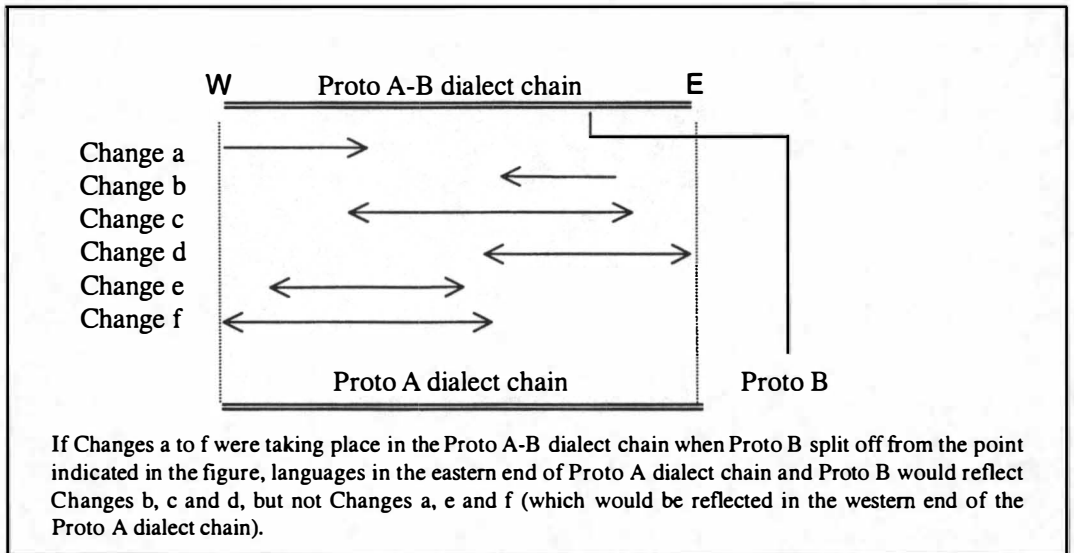 W Proto A-B dialect chain E
Change a
Change b
Change c
Change d
Change e
Change f
Proto A dialect chain Proto B
If Changes a to f were taking place in the Proto A-B dialect chain when Proto B split off from the point
indicated in the figure, languages in the eastern end of Proto A dialect chain and Proto B would reflect
Changes b, c and d, but not Changes a, e and f (which would be reflected in the western end of the
Proto A dialect chain).